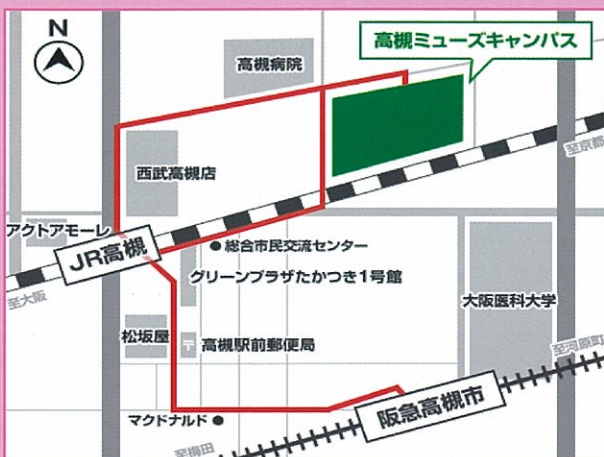 N
高槻ミューズキャンパス
高槻病院
至京都
西武高槻店
アクトアモーレ
JR高槻
総合市民交流センター
至大阪
グリーンプラザたかつき1号館
大阪医科大学
松坂屋
〒
高槻駅前郵便局
至河原町
阪急高槻市
マクドナルド
至梅田